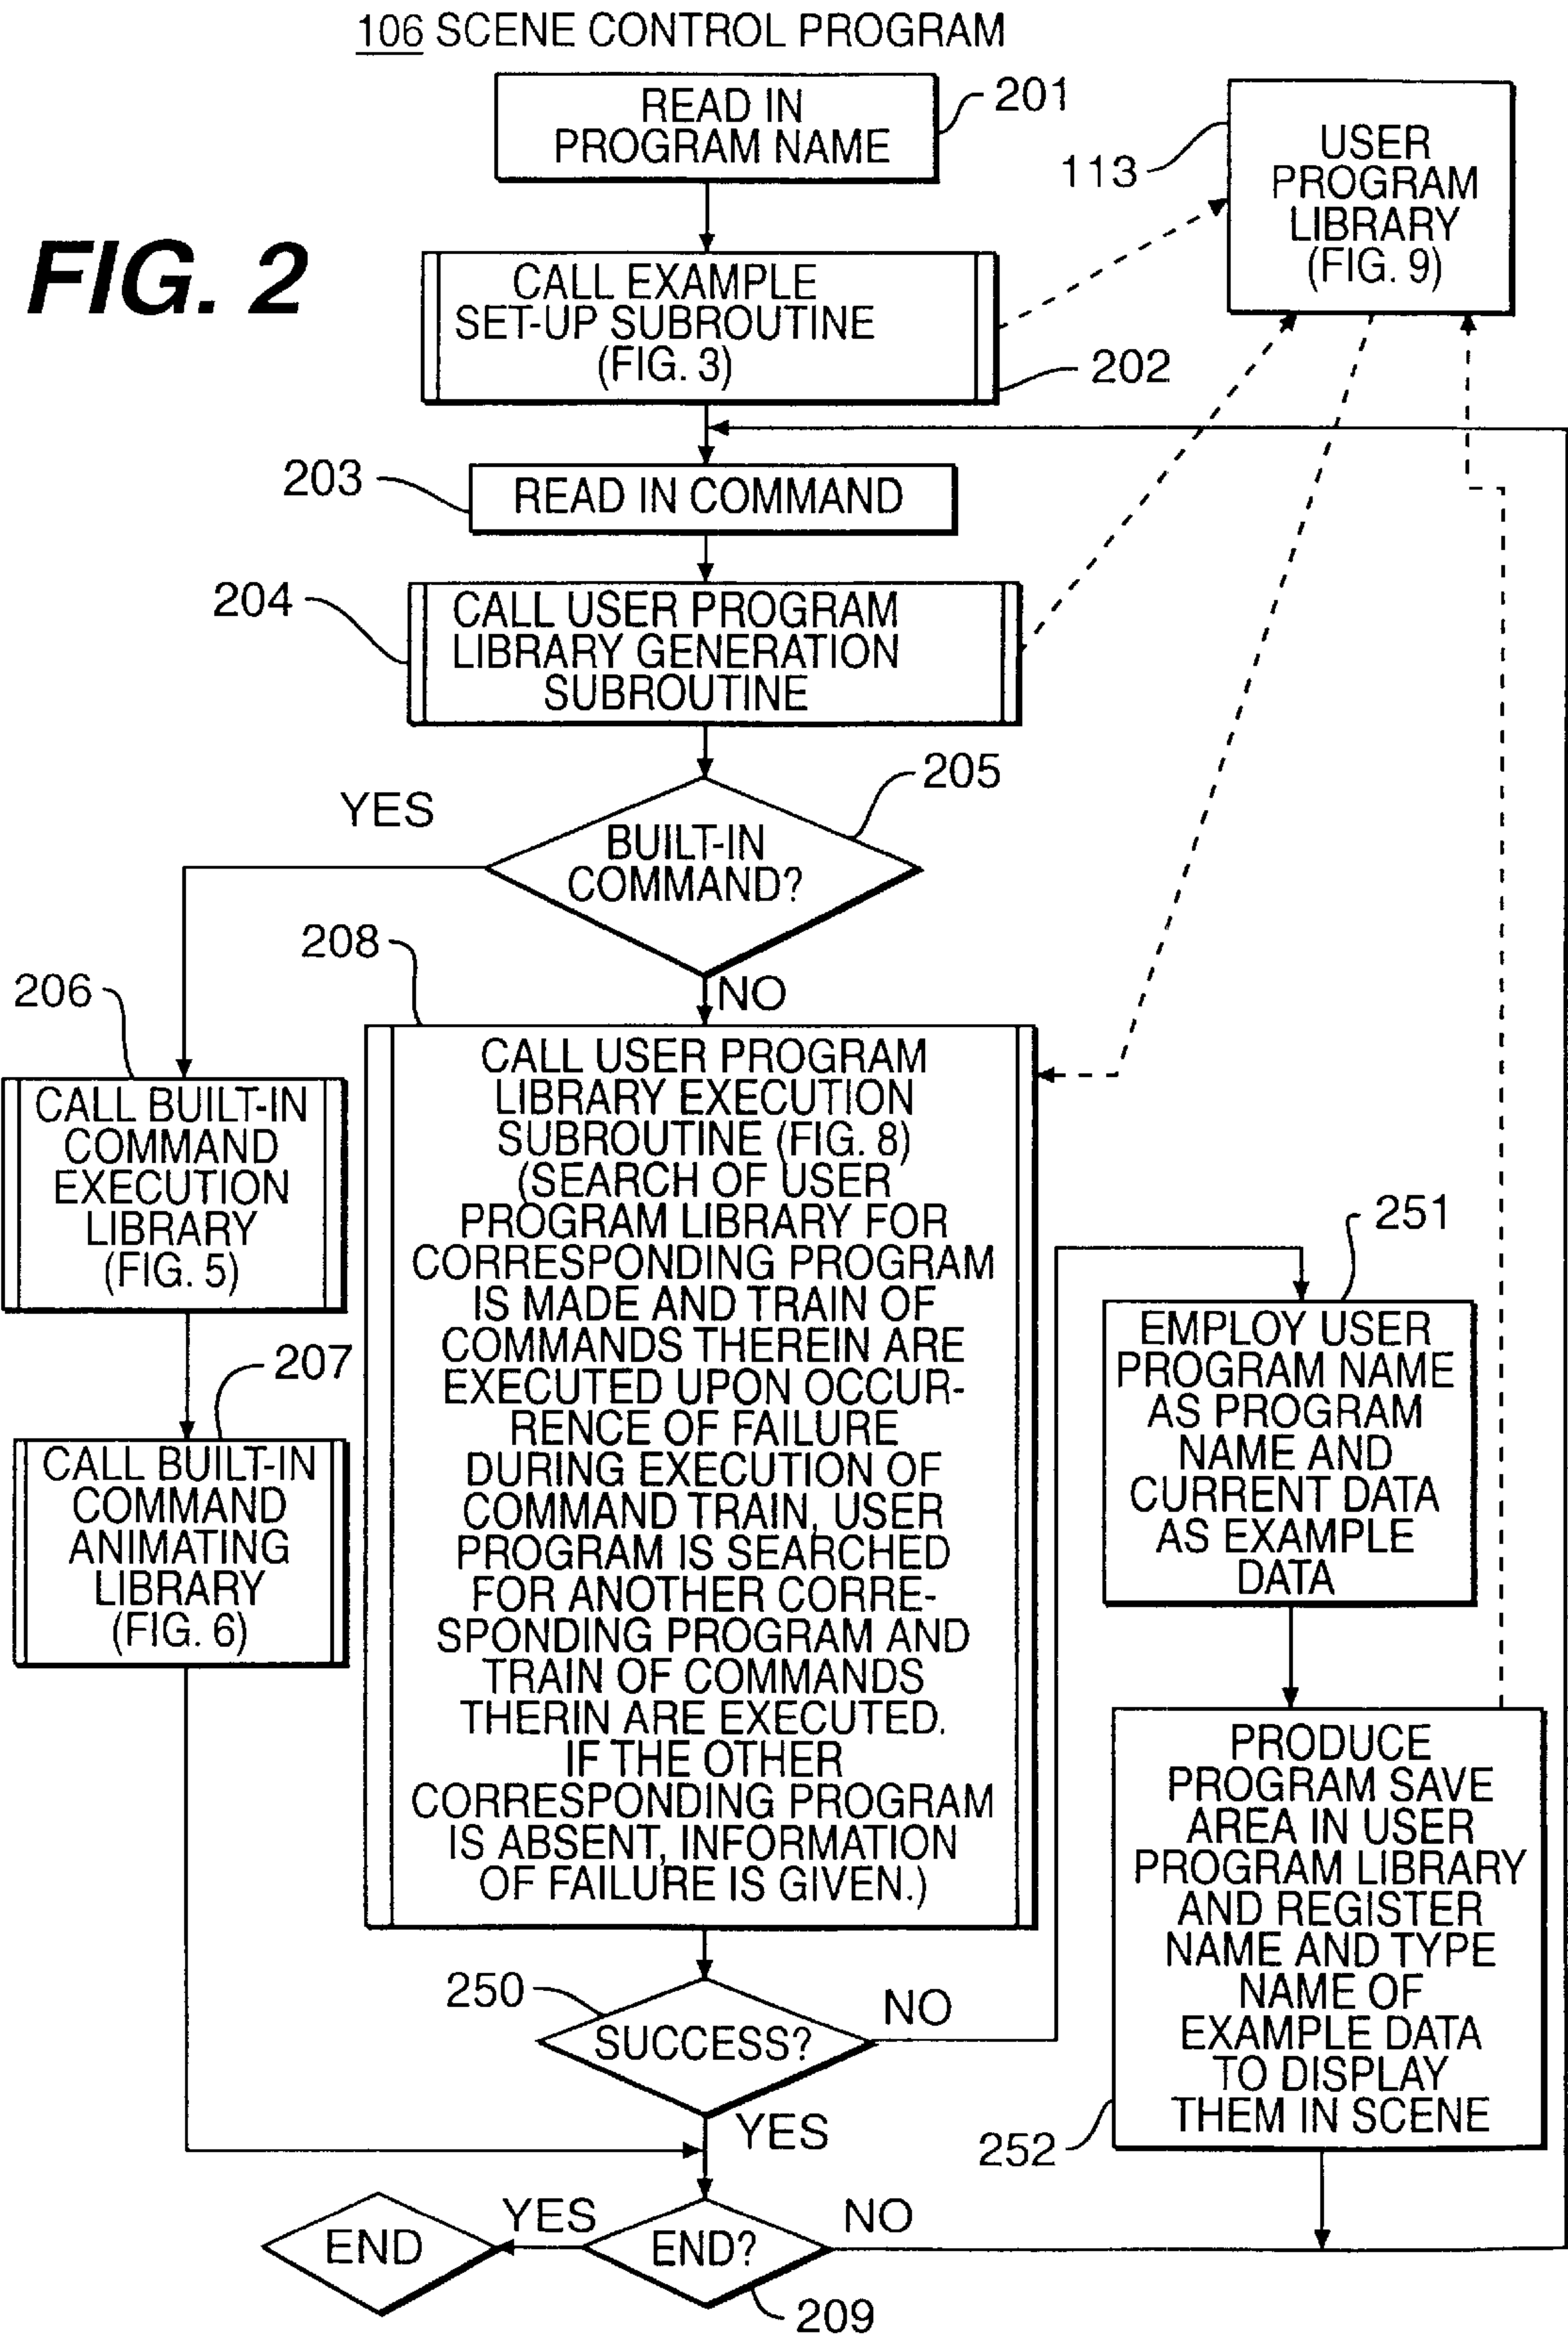 106 SCENE CONTROL PROGRAM
READ IN
PROGRAM NAME
201
USER
PROGRAM
LIBRARY
(FIG. 9)
113
FIG. 2
CALL EXAMPLE
SET-UP SUBROUTINE
(FIG. 3)
202
203
READ IN COMMAND
204
CALL USER PROGRAM
LIBRARY GENERATION
SUBROUTINE
205
YES
BUILT-IN
COMMAND?
NO
206
CALL BUILT-IN
COMMAND
EXECUTION
LIBRARY
(FIG. 5)
207
CALL BUILT-IN
COMMAND
ANIMATING
LIBRARY
(FIG. 6)
208
CALL USER PROGRAM
LIBRARY EXECUTION
SUBROUTINE (FIG. 8)
(SEARCH OF USER
PROGRAM LIBRARY FOR
CORRESPONDING PROGRAM
IS MADE AND TRAIN OF
COMMANDS THEREIN ARE
EXECUTED UPON OCCUR-
RENCE OF FAILURE
DURING EXECUTION OF
COMMAND TRAIN, USER
PROGRAM IS SEARCHED
FOR ANOTHER CORRE-
SPONDING PROGRAM AND
TRAIN OF COMMANDS
THERIN ARE EXECUTED.
IF THE OTHER
CORRESPONDING PROGRAM
IS ABSENT, INFORMATION
OF FAILURE IS GIVEN.)
251
EMPLOY USER
PROGRAM NAME
AS PROGRAM
NAME AND
CURRENT DATA
AS EXAMPLE
DATA
PRODUCE
PROGRAM SAVE
AREA IN USER
PROGRAM LIBRARY
AND REGISTER
NAME AND TYPE
NAME OF
EXAMPLE DATA
TO DISPLAY
THEM IN SCENE
252
250
SUCCESS?
NO
YES
END
YES
END?
NO
209